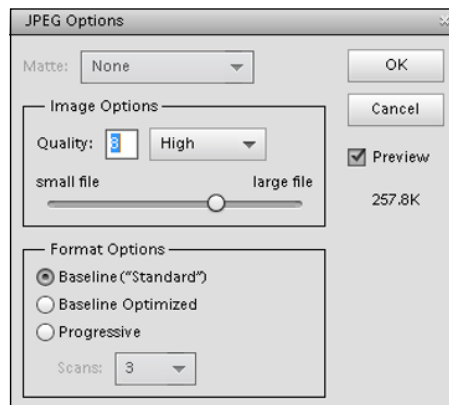 JPEG Options
Matte: None
OK
Image Options
Cancel
Quality: 8 High
Preview
small file large file
257.8K
Format Options
Baseline ("Standard")
Baseline Optimized
Progressive
Scans: 3